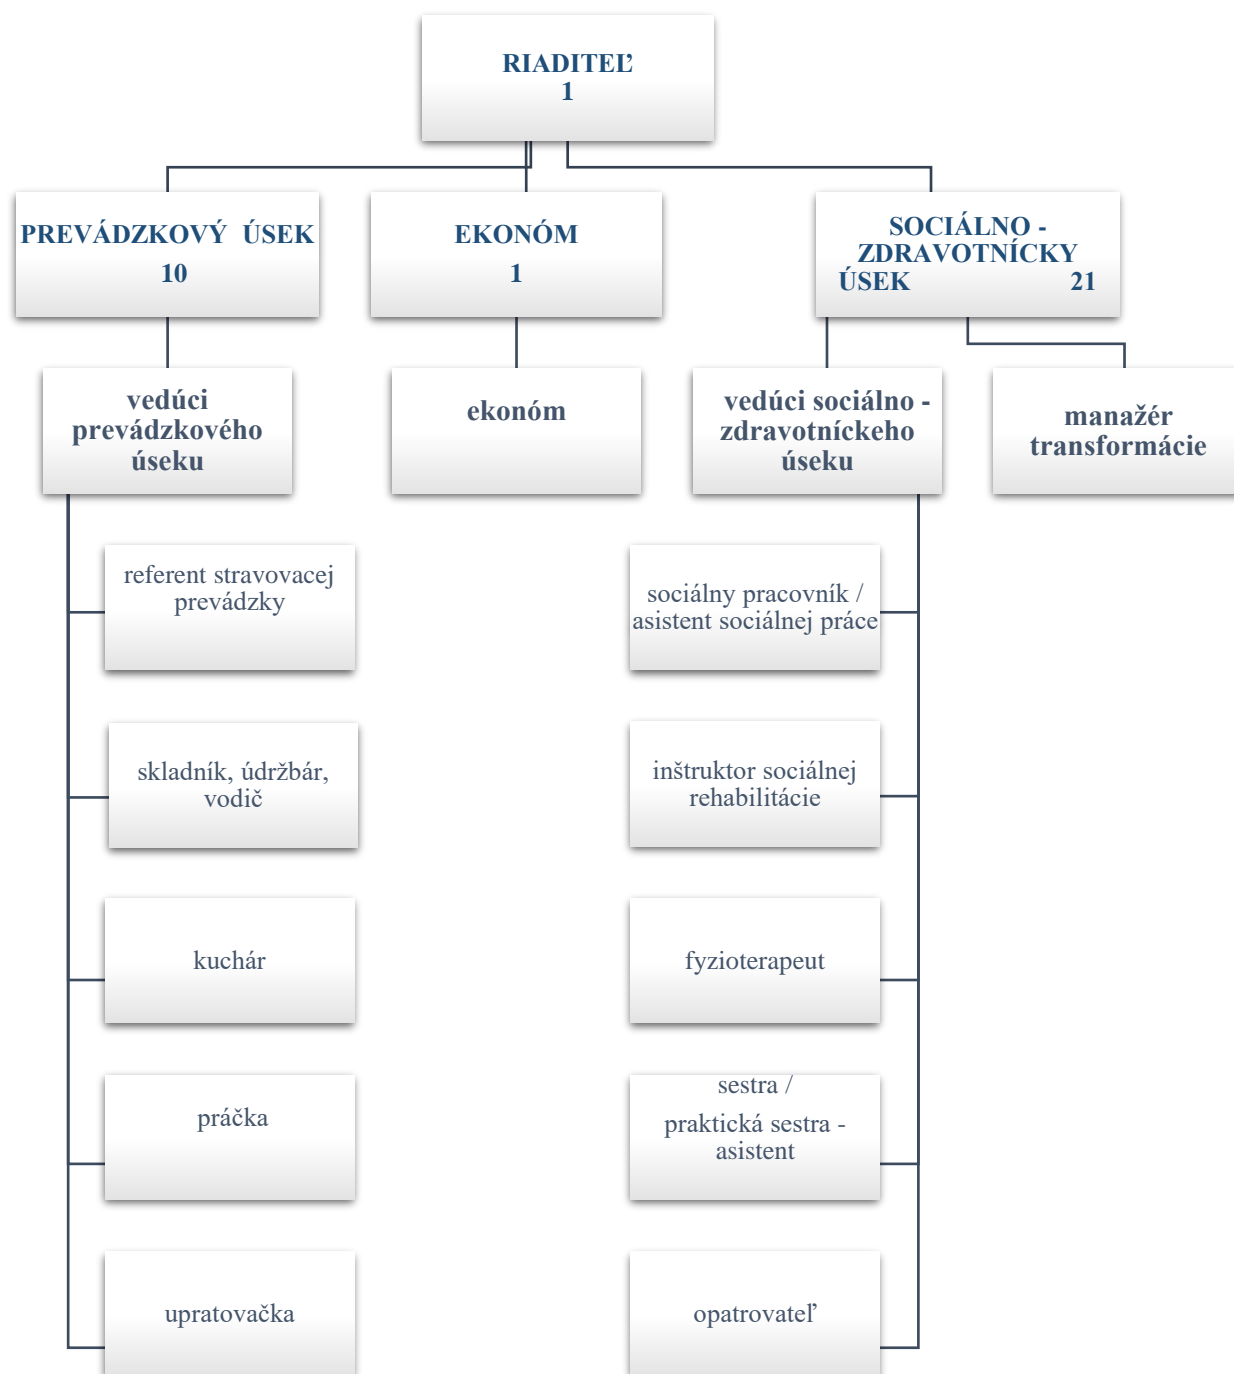 RIADITEĽ
1
PREVÁDZKOVÝ ÚSEK
10
EKONÓM
1
SOCIÁLNO -
ZDRAVOTNÍCKY
ÚSEK 21
vedúci
prevádzkového
úseku
ekonóm
vedúci sociálno -
zdravotníckeho
úseku
manažér
transformácie
referent stravovacej
prevádzky
skladník, údržbár,
vodič
kuchár
práčka
upratovačka
sociálny pracovník /
asistent sociálnej práce
inštruktor sociálnej
rehabilitácie
fyzioterapeut
sestra /
praktická sestra -
asistent
opatrovateľ